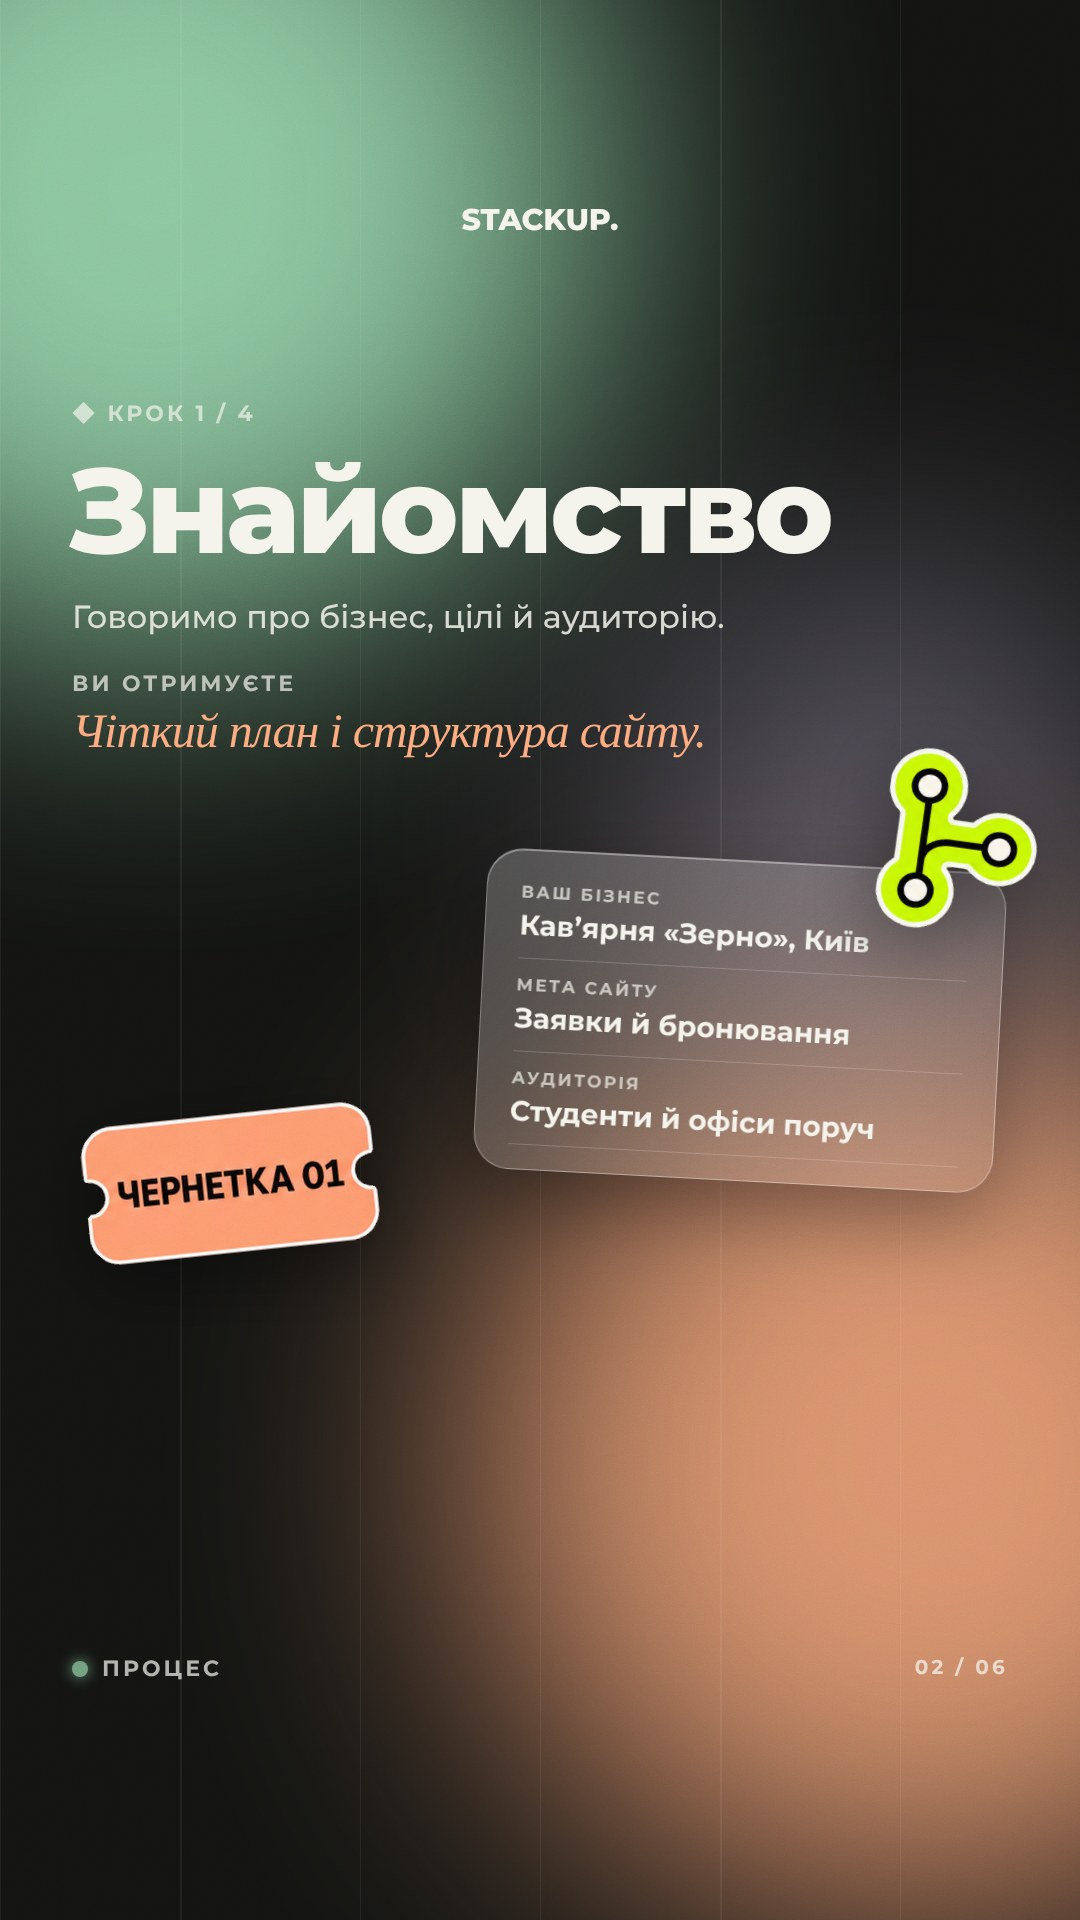 STACKUP.
КРОК 1 / 4
Знайомство
Говоримо про бізнес, цілі й аудиторію.
ВИ ОТРИМУЄТЕ
Чіткий план і структура сайту.
ВАШ БІЗНЕС
Кав’ярня «Зерно», Київ
МЕТА САЙТУ
Заявки й бронювання
АУДИТОРІЯ
Студенти й офіси поруч
ЧЕРНЕТКА 01
ПРОЦЕС
02 / 06